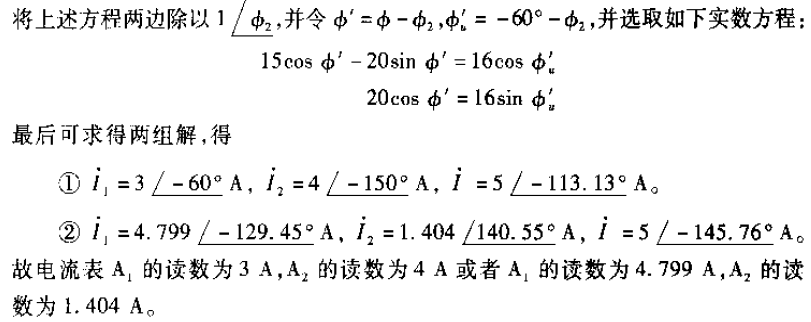 将上述方程两边除以 1∠ϕ₂,并令 ϕ′ = ϕ − ϕ₂,ϕ′ᵤ = −60° − ϕ₂,并选取如下实数方程:
15cos ϕ′ − 20sin ϕ′ = 16cos ϕ′ᵤ
20cos ϕ′ = 16sin ϕ′ᵤ
最后可求得两组解,得
① İ₁ = 3∠−60° A, İ₂ = 4∠−150° A, İ = 5∠−113.13° A。
② İ₁ = 4.799∠−129.45° A, İ₂ = 1.404∠140.55° A, İ = 5∠−145.76° A。
故电流表 A₁ 的读数为 3 A,A₂ 的读数为 4 A 或者 A₁ 的读数为 4.799 A,A₂ 的读
数为 1.404 A。